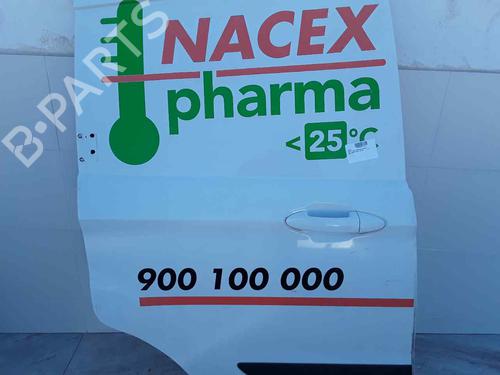 NACEX
pharma
<25°C
900 100 000
B-PARTS